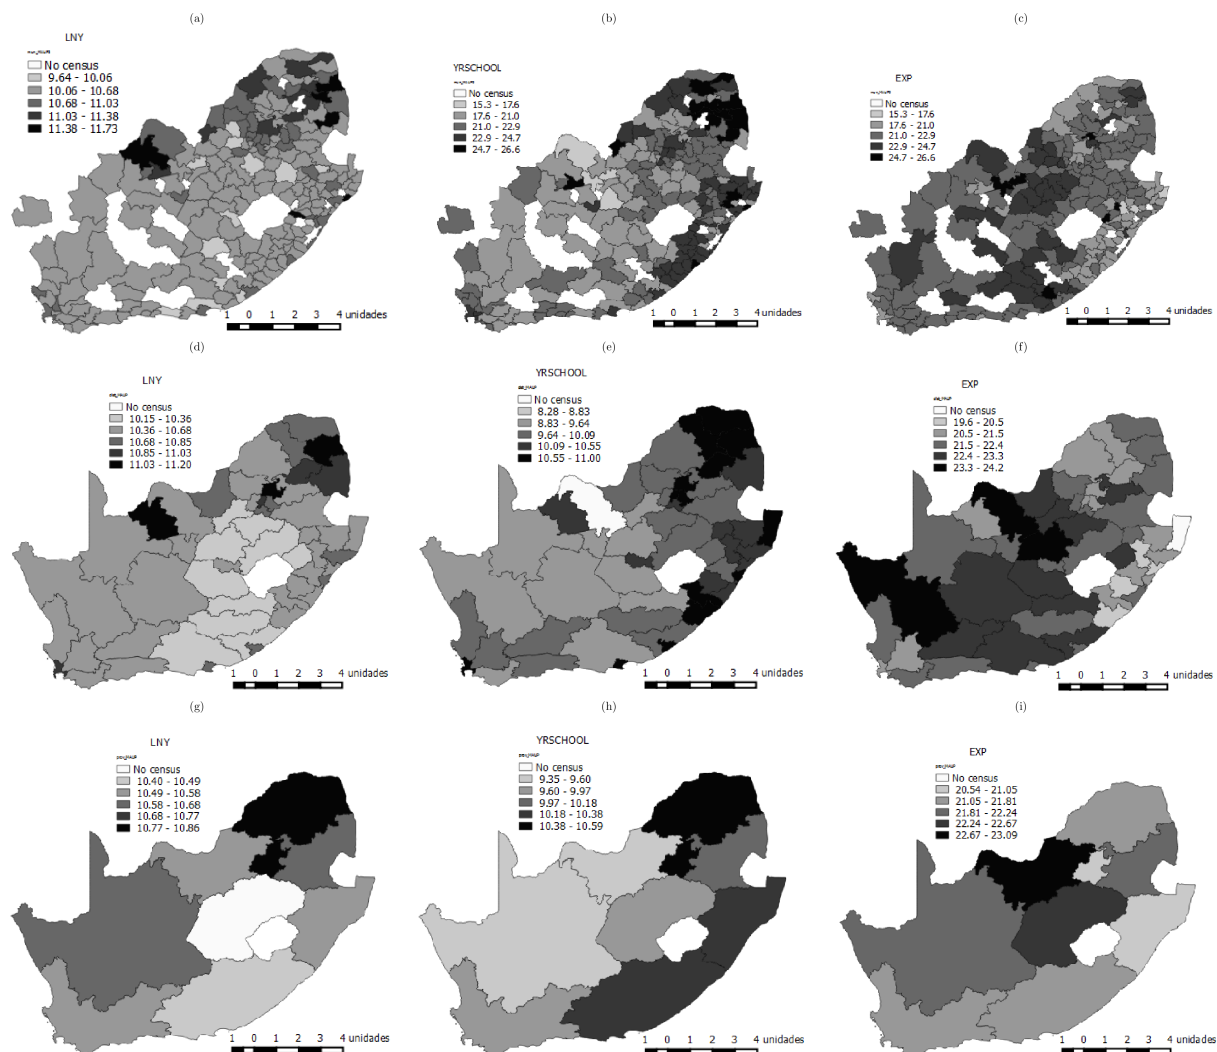 (a)
LNY
No census
9.64 - 10.06
10.06 - 10.68
10.68 - 11.03
11.03 - 11.38
11.38 - 11.73
1 0 1 2 3 4 unidades
(b)
YRSCHOOL
No census
15.3 - 17.6
17.6 - 21.0
21.0 - 22.9
22.9 - 24.7
24.7 - 26.6
1 0 1 2 3 4 unidades
(c)
EXP
No census
15.3 - 17.6
17.6 - 21.0
21.0 - 22.9
22.9 - 24.7
24.7 - 26.6
1 0 1 2 3 4 unidades
(d)
LNY
No census
10.15 - 10.36
10.36 - 10.68
10.68 - 10.85
10.85 - 11.03
11.03 - 11.20
1 0 1 2 3 4 unidades
(e)
YRSCHOOL
No census
8.28 - 8.83
8.83 - 9.64
9.64 - 10.09
10.09 - 10.55
10.55 - 11.00
1 0 1 2 3 4 unidades
(f)
EXP
No census
19.6 - 20.5
20.5 - 21.5
21.5 - 22.4
22.4 - 23.3
23.3 - 24.2
1 0 1 2 3 4 unidades
(g)
LNY
No census
10.40 - 10.49
10.49 - 10.58
10.58 - 10.68
10.68 - 10.77
10.77 - 10.86
1 0 1 2 3 4 unidades
(h)
YRSCHOOL
No census
9.35 - 9.60
9.60 - 9.97
9.97 - 10.18
10.18 - 10.38
10.38 - 10.59
1 0 1 2 3 4 unidades
(i)
EXP
No census
20.54 - 21.05
21.05 - 21.81
21.81 - 22.24
22.24 - 22.67
22.67 - 23.09
1 0 1 2 3 4 unidades